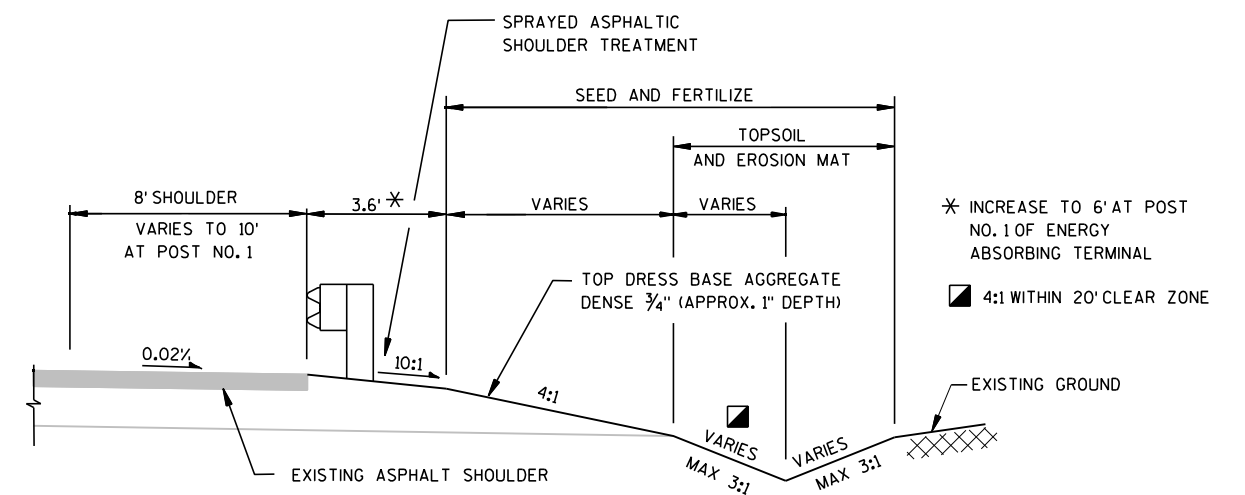 SPRAYED ASPHALTIC
SHOULDER TREATMENT
SEED AND FERTILIZE
TOPSOIL
AND EROSION MAT
8' SHOULDER
VARIES TO 10'
AT POST NO. 1
3.6' *
VARIES
VARIES
* INCREASE TO 6' AT POST
NO. 1 OF ENERGY
ABSORBING TERMINAL
4:1 WITHIN 20' CLEAR ZONE
TOP DRESS BASE AGGREGATE
DENSE ¾" (APPROX. 1" DEPTH)
0.02%
10:1
4:1
EXISTING GROUND
VARIES
MAX 3:1
VARIES
MAX 3:1
EXISTING ASPHALT SHOULDER